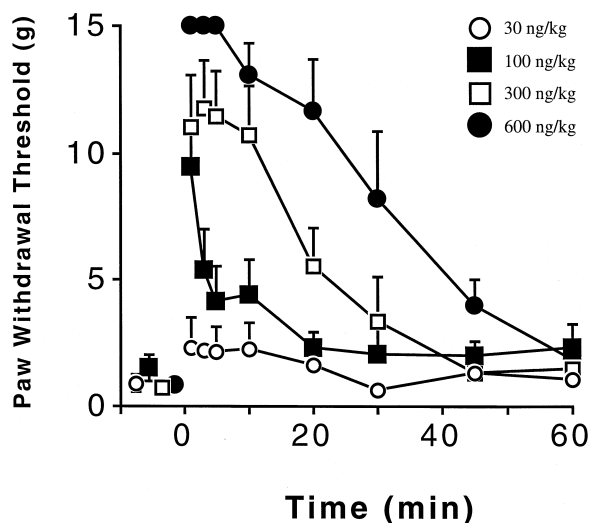 Paw Withdrawal Threshold (g)
15
10
5
0
30 ng/kg
100 ng/kg
300 ng/kg
600 ng/kg
0 20 40 60
Time (min)